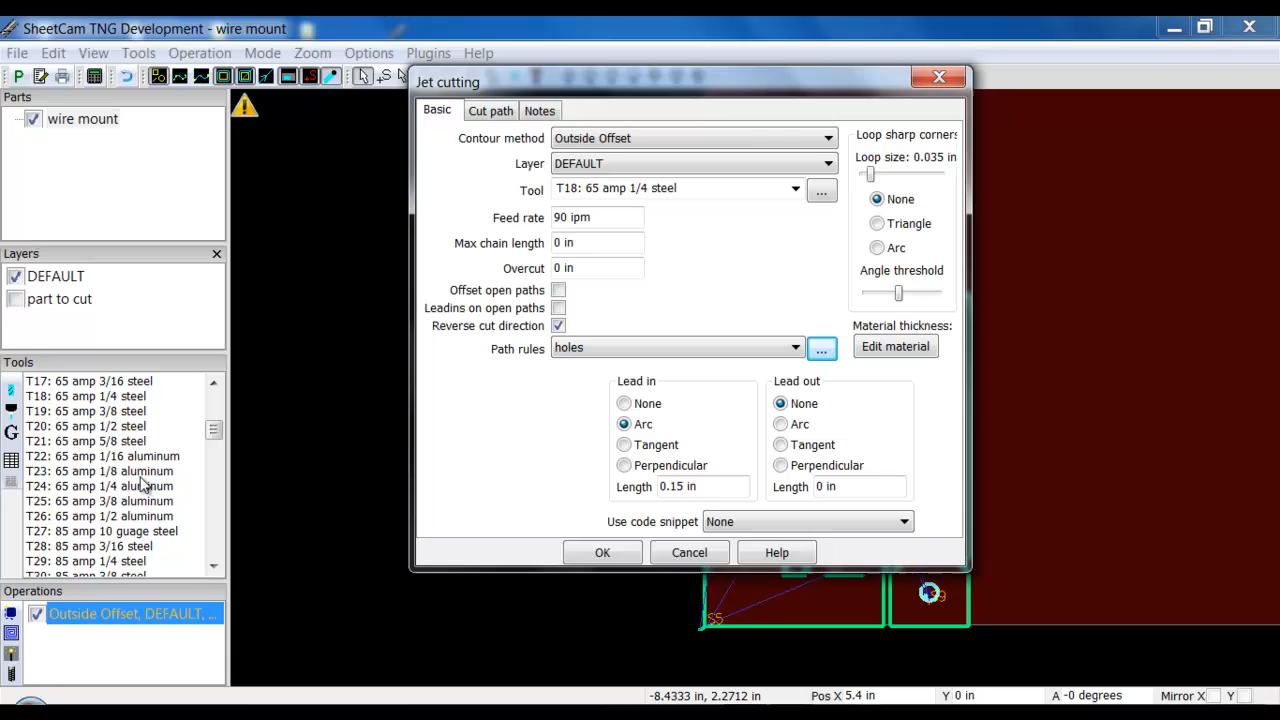 SheetCam TNG Development - wire mount
File Edit View Tools Operation Mode Zoom Options Plugins Help
Parts
wire mount
Layers
DEFAULT
part to cut
Tools
T17: 65 amp 3/16 steel
T18: 65 amp 1/4 steel
T19: 65 amp 3/8 steel
T20: 65 amp 1/2 steel
T21: 65 amp 5/8 steel
T22: 65 amp 1/16 aluminum
T23: 65 amp 1/8 aluminum
T24: 65 amp 1/4 aluminum
T25: 65 amp 3/8 aluminum
T26: 65 amp 1/2 aluminum
T27: 85 amp 10 guage steel
T28: 85 amp 3/16 steel
T29: 85 amp 1/4 steel
T30: 85 amp 3/8 steel
Operations
Outside Offset, DEFAULT, ...
Jet cutting
Basic Cut path Notes
Contour method Outside Offset
Layer DEFAULT
Tool T18: 65 amp 1/4 steel ...
Feed rate 90 ipm
Max chain length 0 in
Overcut 0 in
Offset open paths
Leadins on open paths
Reverse cut direction
Path rules holes ...
Loop sharp corners
Loop size: 0.035 in
None
Triangle
Arc
Angle threshold
Material thickness:
Edit material
Lead in
None
Arc
Tangent
Perpendicular
Length 0.15 in
Lead out
None
Arc
Tangent
Perpendicular
Length 0 in
Use code snippet None
OK Cancel Help
S5
-8.4333 in, 2.2712 in Pos X 5.4 in Y 0 in A -0 degrees Mirror X Y